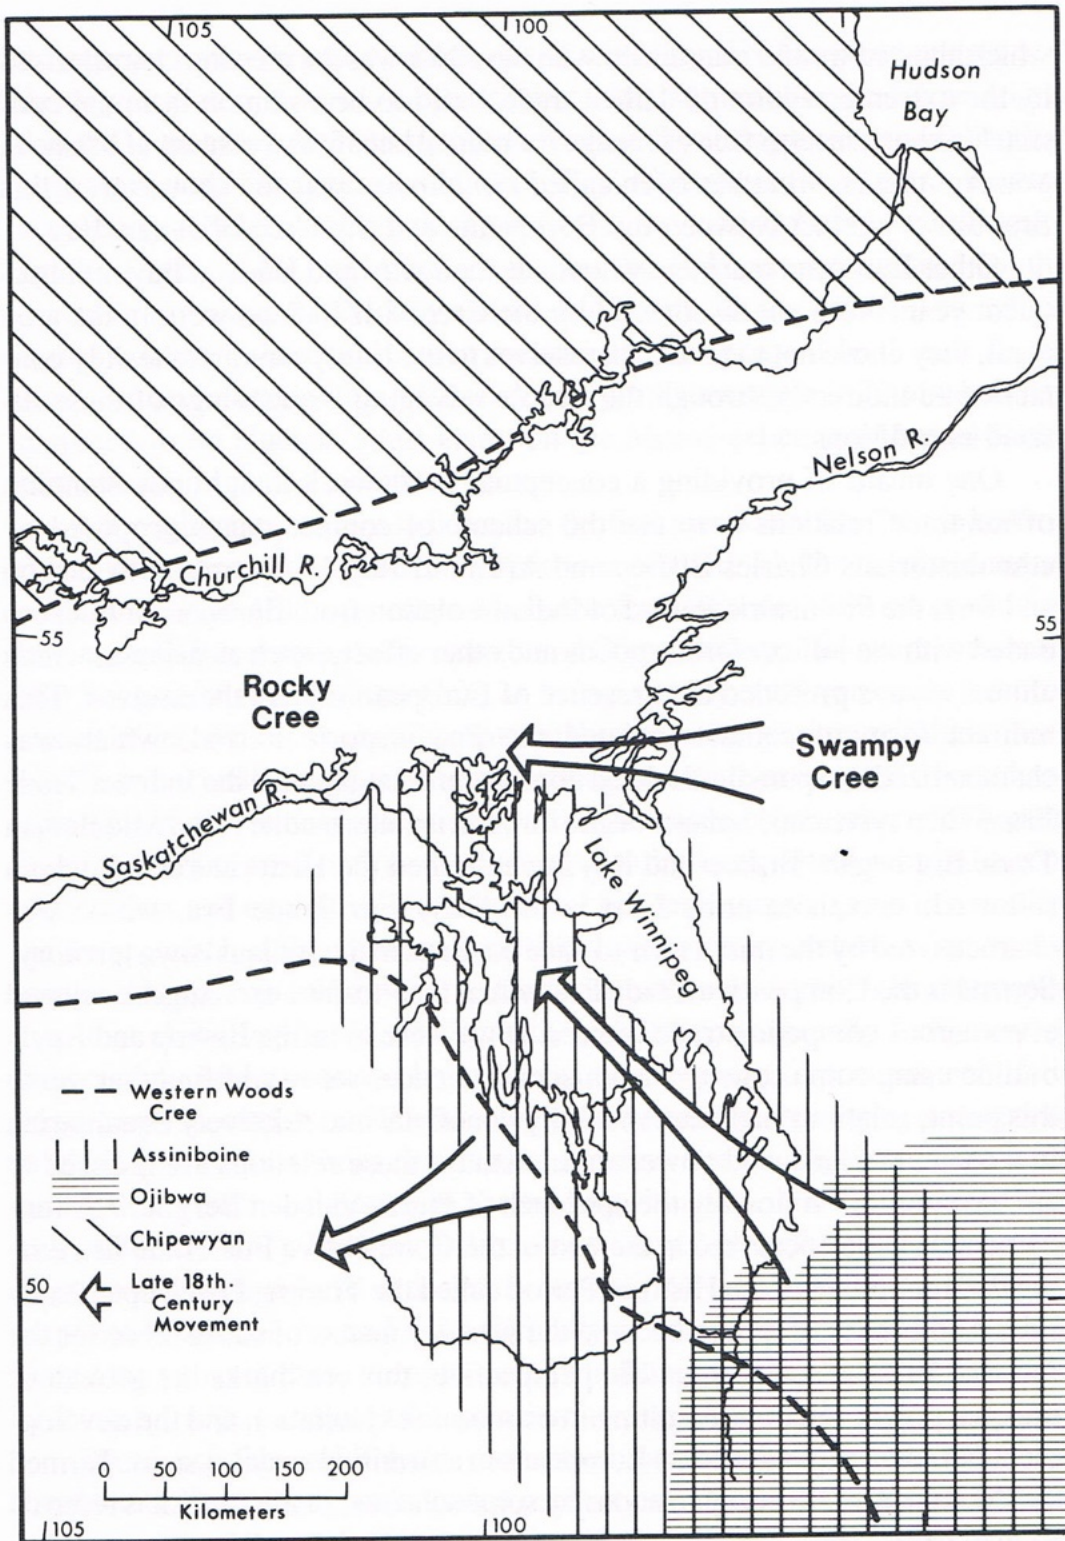 105
100
Hudson
Bay
Nelson R.
Churchill R.
55
55
Rocky
Cree
Swampy
Cree
Saskatchewan R.
Lake Winnipeg
Western Woods
Cree
Assiniboine
Ojibwa
Chipewyan
50
Late 18th.
Century
Movement
0 50 100 150 200
Kilometers
105
100